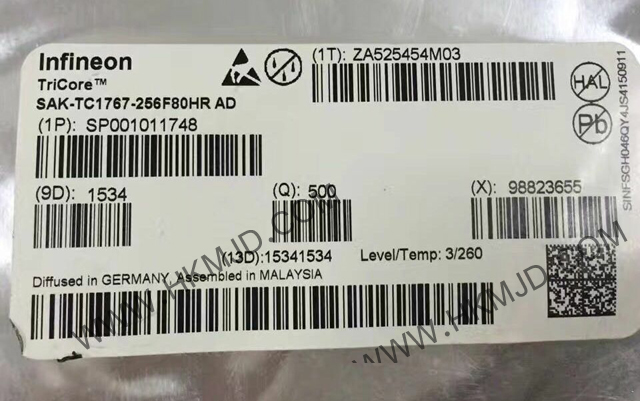 Infineon
TriCore™
SAK-TC1767-256F80HR AD
(1P): SP001011748
(1T): ZA525454M03
HAL
Pb
SINFSGH046QY4JS4150911
(9D): 1534
(Q): 500
(X): 98823655
(13D):15341534
Level/Temp: 3/260
Diffused in GERMANY, Assembled in MALAYSIA
WWW.HKMJD.COM
WWW.HKMJD.COM